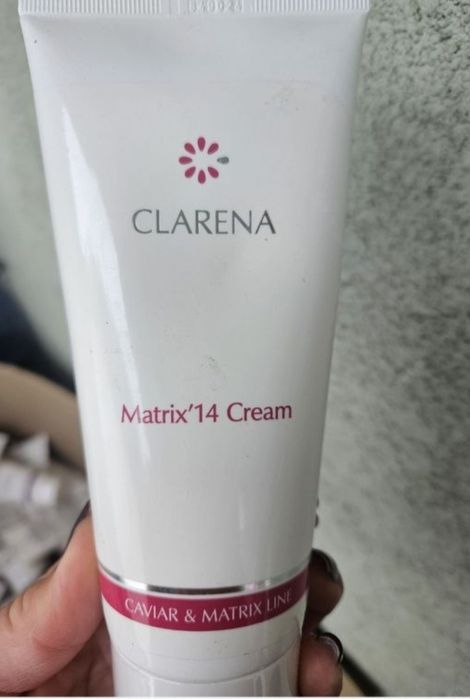 CLARENA
Matrix'14 Cream
CAVIAR & MATRIX LINE